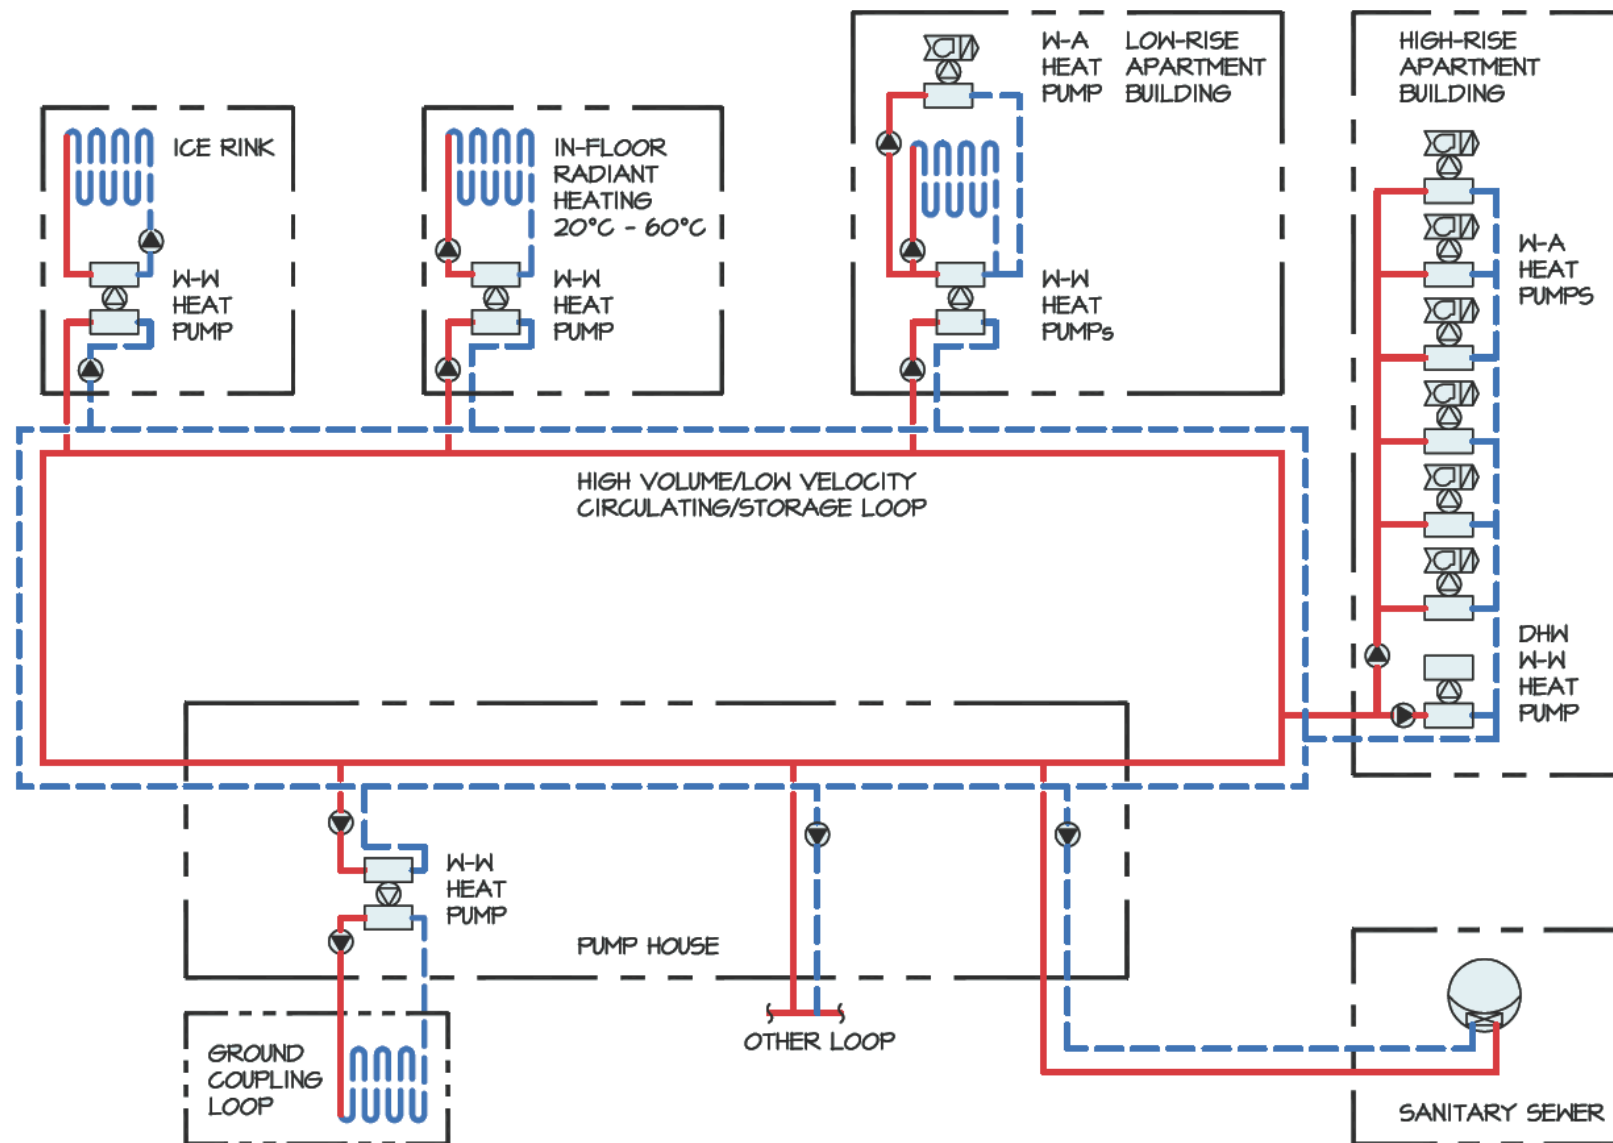 ICE RINK
W-W
HEAT
PUMP
IN-FLOOR
RADIANT
HEATING
20°C - 60°C
W-W
HEAT
PUMP
W-A
HEAT
PUMP
LOW-RISE
APARTMENT
BUILDING
W-W
HEAT
PUMPs
HIGH-RISE
APARTMENT
BUILDING
W-A
HEAT
PUMPS
DHW
W-W
HEAT
PUMP
HIGH VOLUME/LOW VELOCITY
CIRCULATING/STORAGE LOOP
W-W
HEAT
PUMP
PUMP HOUSE
GROUND
COUPLING
LOOP
OTHER LOOP
SANITARY SEWER